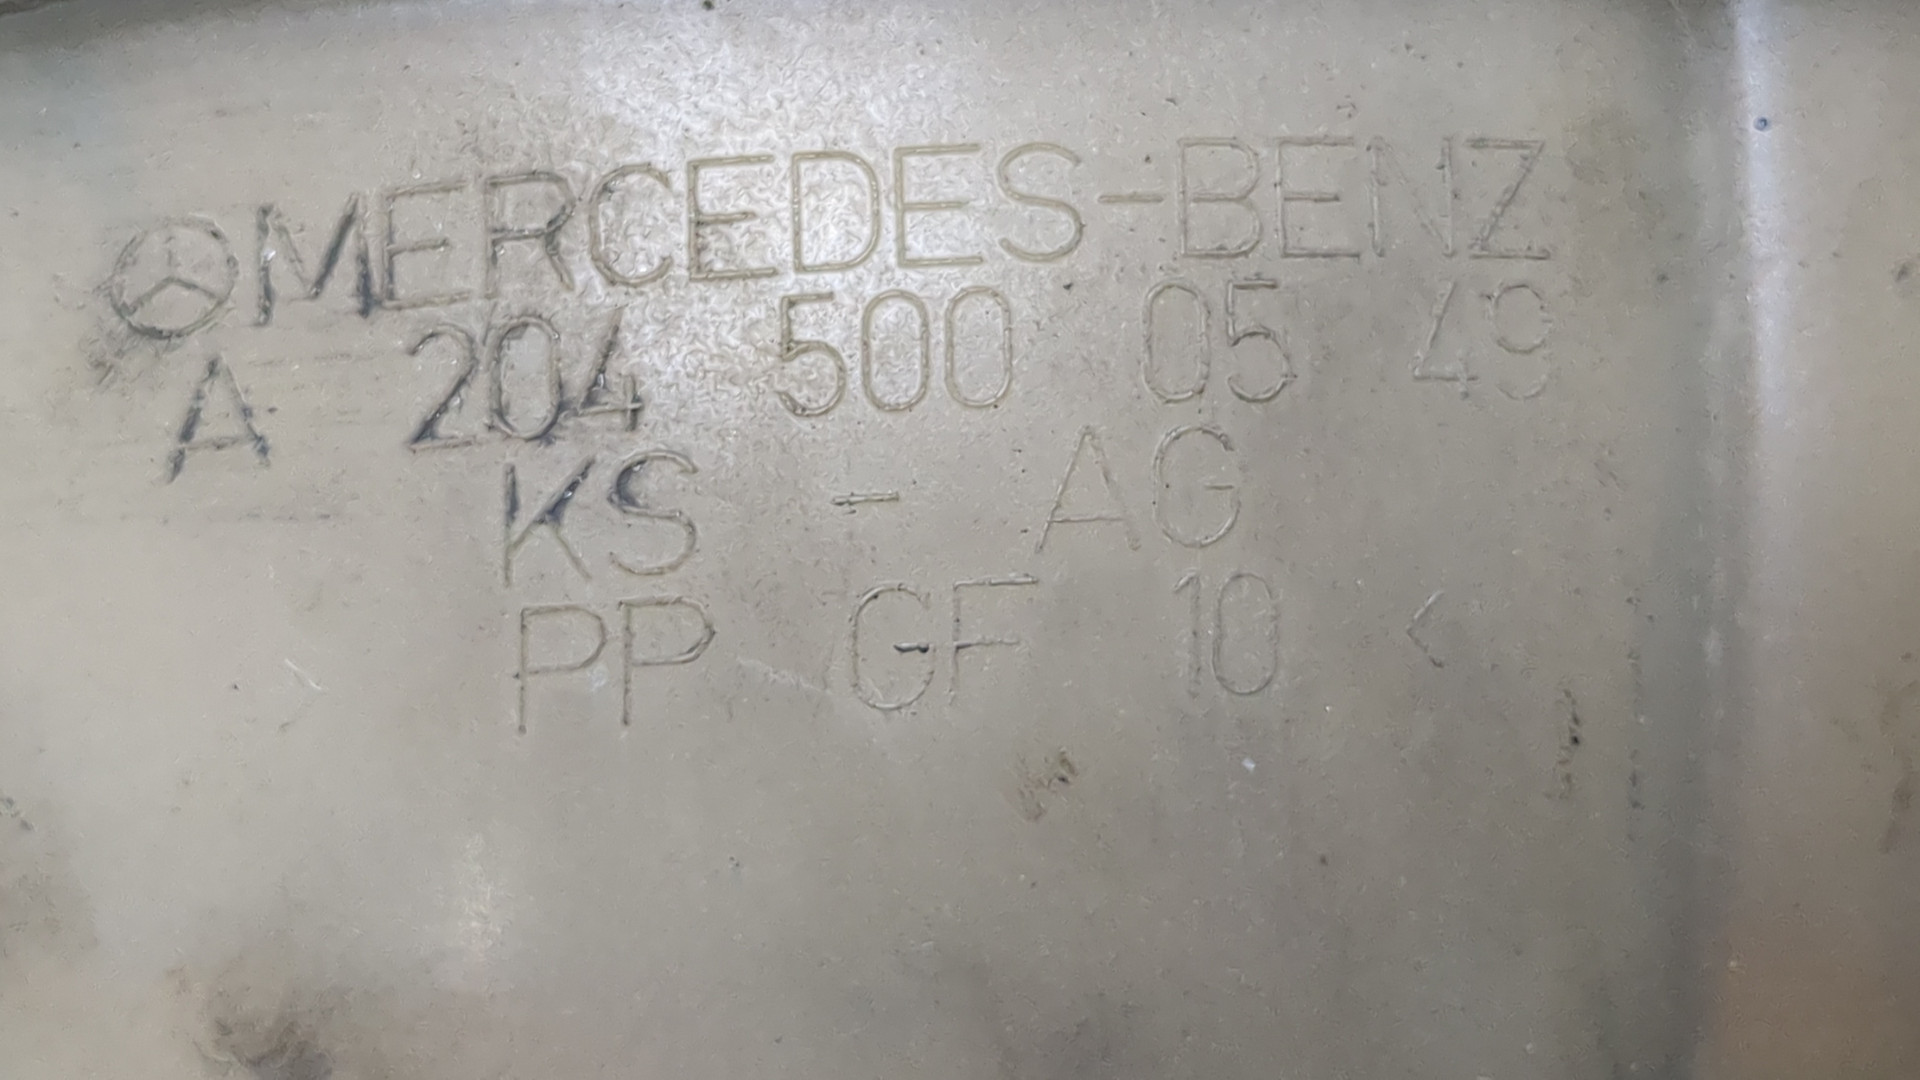 MERCEDES-BENZ
A 204 500 05 49
KS - AG
> PP GF 10 <